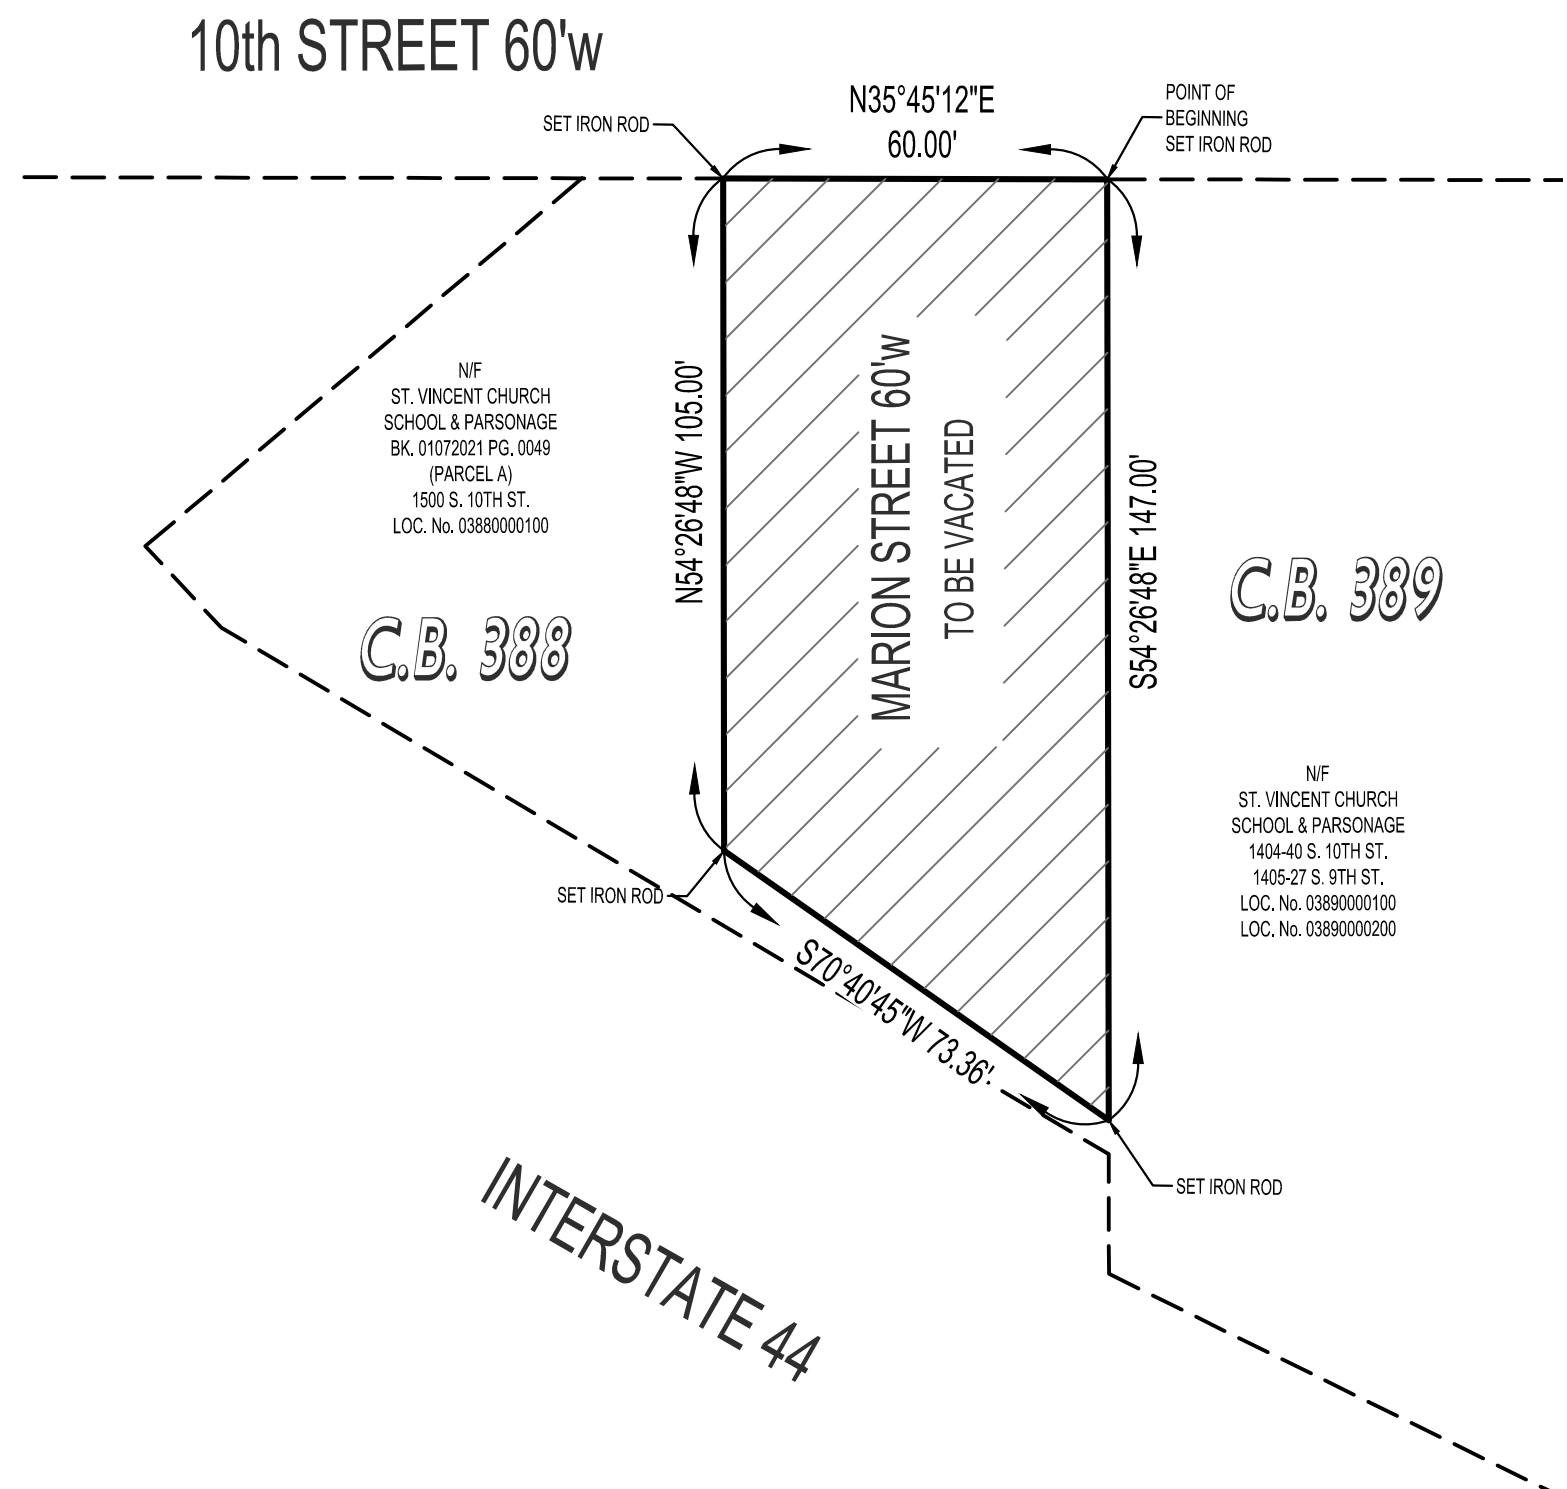 10th STREET 60'w
N35°45'12"E
60.00'
SET IRON ROD
POINT OF
BEGINNING
SET IRON ROD
N/F
ST. VINCENT CHURCH
SCHOOL & PARSONAGE
BK. 01072021 PG. 0049
(PARCEL A)
1500 S. 10TH ST.
LOC. No. 03880000100
C.B. 388
N54°26'48"W 105.00'
MARION STREET 60'w
TO BE VACATED
S54°26'48"E 147.00'
C.B. 389
N/F
ST. VINCENT CHURCH
SCHOOL & PARSONAGE
1404-40 S. 10TH ST.
1405-27 S. 9TH ST.
LOC. No. 03890000100
LOC. No. 03890000200
SET IRON ROD
S70°40'45"W 73.36'
SET IRON ROD
INTERSTATE 44